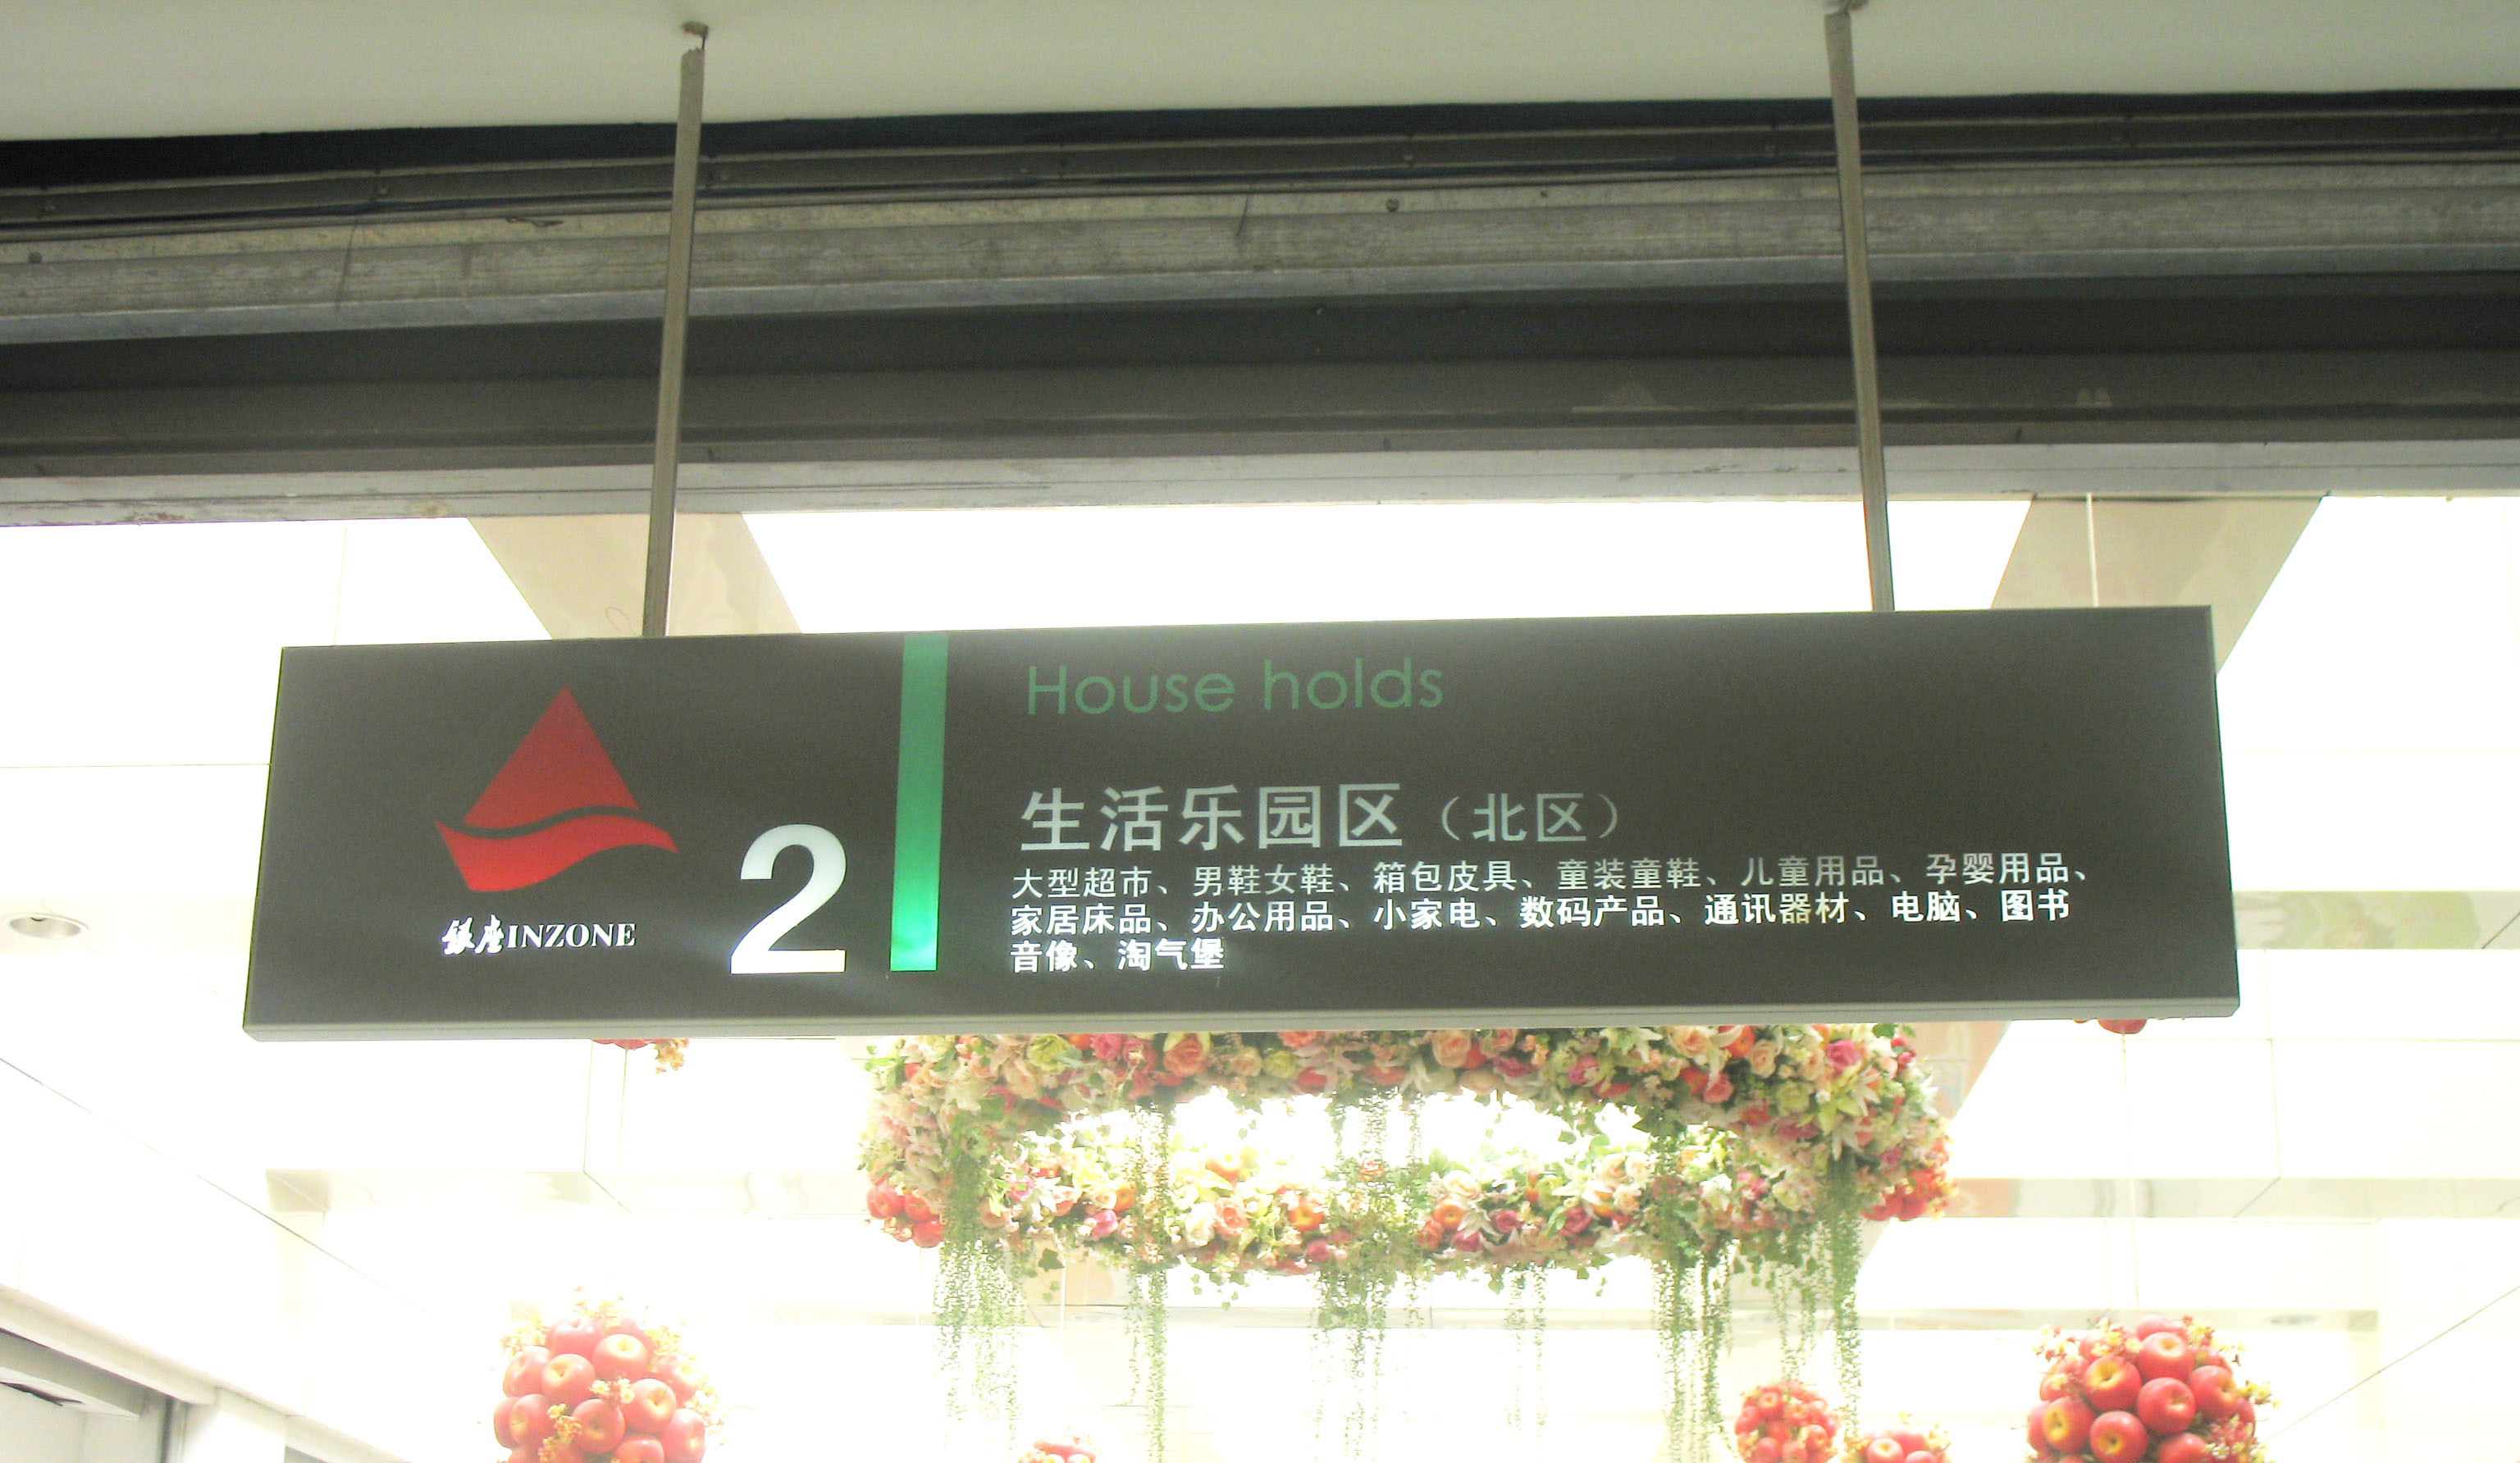 House holds
生活乐园区（北区）
大型超市、男鞋女鞋、箱包皮具、童装童鞋、儿童用品、孕婴用品、
家居床品、办公用品、小家电、数码产品、通讯器材、电脑、图书
音像、淘气堡
2
银座INZONE